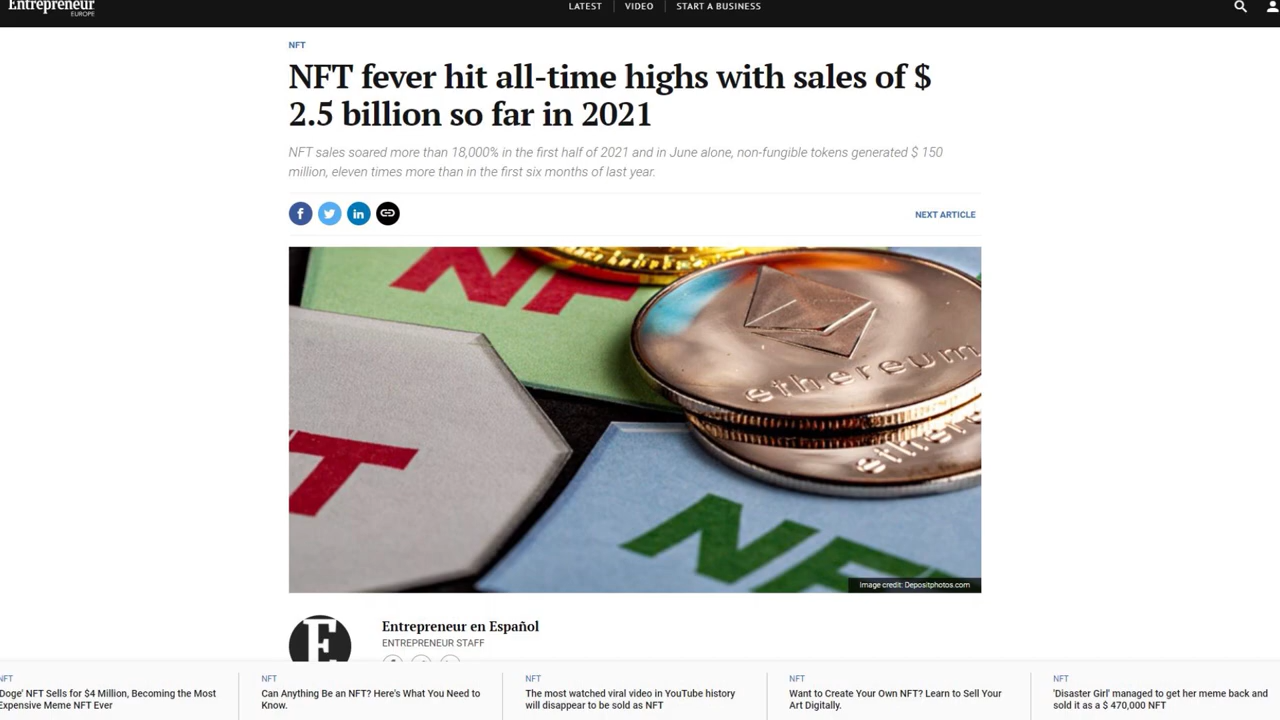 Entrepreneur
EUROPE
LATEST
VIDEO
START A BUSINESS
NFT
NFT fever hit all-time highs with sales of $
2.5 billion so far in 2021
NFT sales soared more than 18,000% in the first half of 2021 and in June alone, non-fungible tokens generated $ 150
million, eleven times more than in the first six months of last year.
NEXT ARTICLE
NF
ethereum
T
NF
Image credit: Depositphotos.com
Entrepreneur en Español
ENTREPRENEUR STAFF
NFT
Doge' NFT Sells for $4 Million, Becoming the Most
Expensive Meme NFT Ever
NFT
Can Anything Be an NFT? Here's What You Need to
Know.
NFT
The most watched viral video in YouTube history
will disappear to be sold as NFT
NFT
Want to Create Your Own NFT? Learn to Sell Your
Art Digitally.
NFT
'Disaster Girl' managed to get her meme back and
sold it as a $ 470,000 NFT